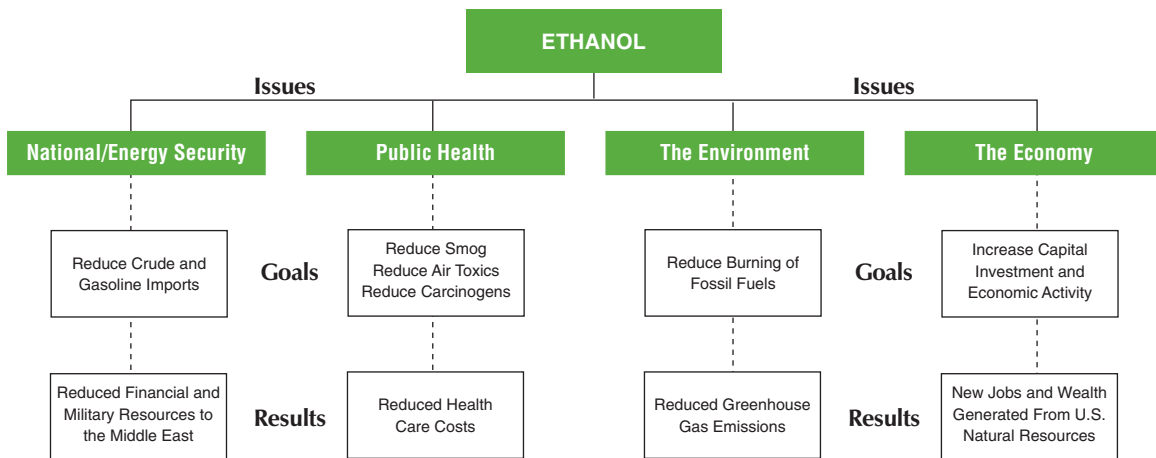 ETHANOL
Issues
Issues
National/Energy Security
Public Health
The Environment
The Economy
Reduce Crude and
Gasoline Imports
Goals
Reduce Smog
Reduce Air Toxics
Reduce Carcinogens
Reduce Burning of
Fossil Fuels
Goals
Increase Capital
Investment and
Economic Activity
Reduced Financial and
Military Resources to
the Middle East
Results
Reduced Health
Care Costs
Reduced Greenhouse
Gas Emissions
Results
New Jobs and Wealth
Generated From U.S.
Natural Resources